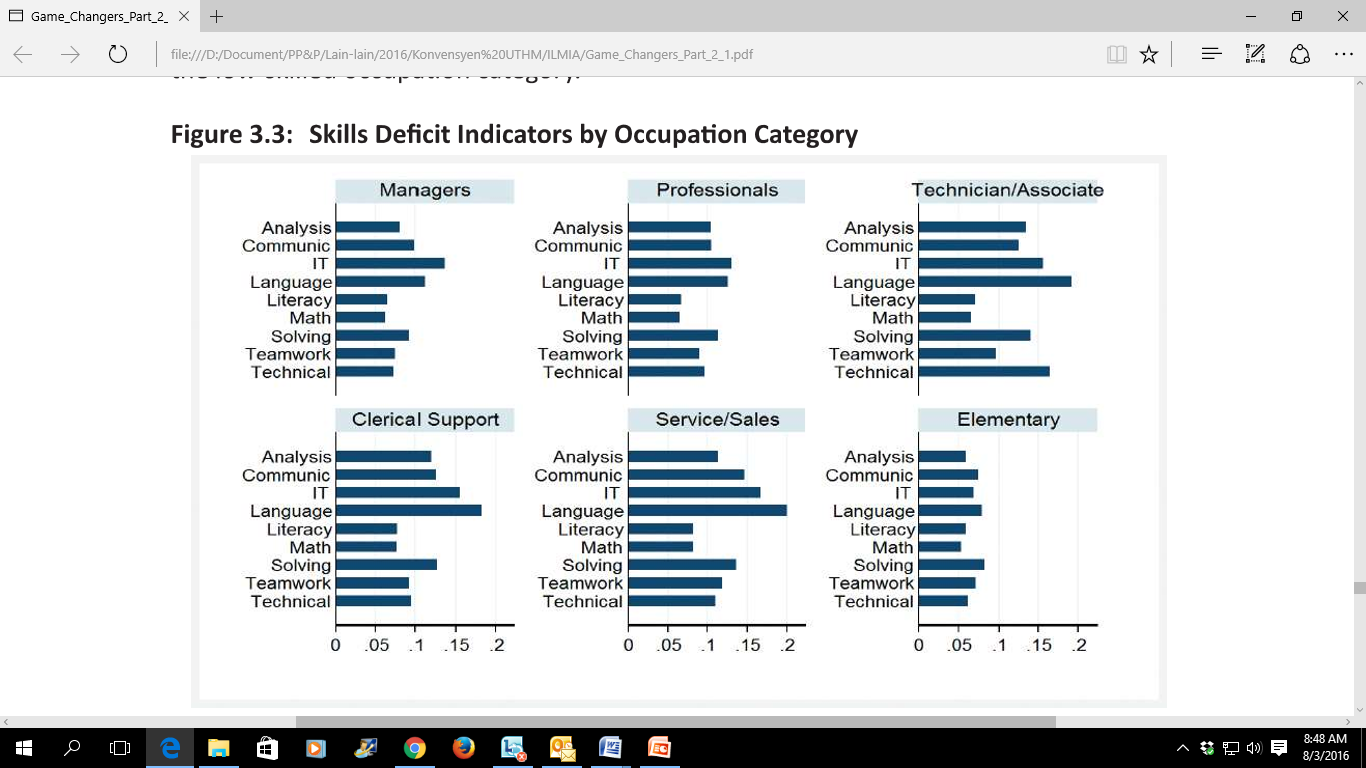 Game_Changers_Part_2_
file:///D:/Document/PP&P/Lain-lain/2016/Konvensyen%20UTHM/ILMIA/Game_Changers_Part_2_1.pdf
the low skilled occupation category.
Figure 3.3: Skills Deficit Indicators by Occupation Category
Managers
Analysis
Communic
IT
Language
Literacy
Math
Solving
Teamwork
Technical
Professionals
Analysis
Communic
IT
Language
Literacy
Math
Solving
Teamwork
Technical
Technician/Associate
Analysis
Communic
IT
Language
Literacy
Math
Solving
Teamwork
Technical
Clerical Support
Analysis
Communic
IT
Language
Literacy
Math
Solving
Teamwork
Technical
0 .05 .1 .15 .2
Service/Sales
Analysis
Communic
IT
Language
Literacy
Math
Solving
Teamwork
Technical
0 .05 .1 .15 .2
Elementary
Analysis
Communic
IT
Language
Literacy
Math
Solving
Teamwork
Technical
0 .05 .1 .15 .2
8:48 AM
8/3/2016